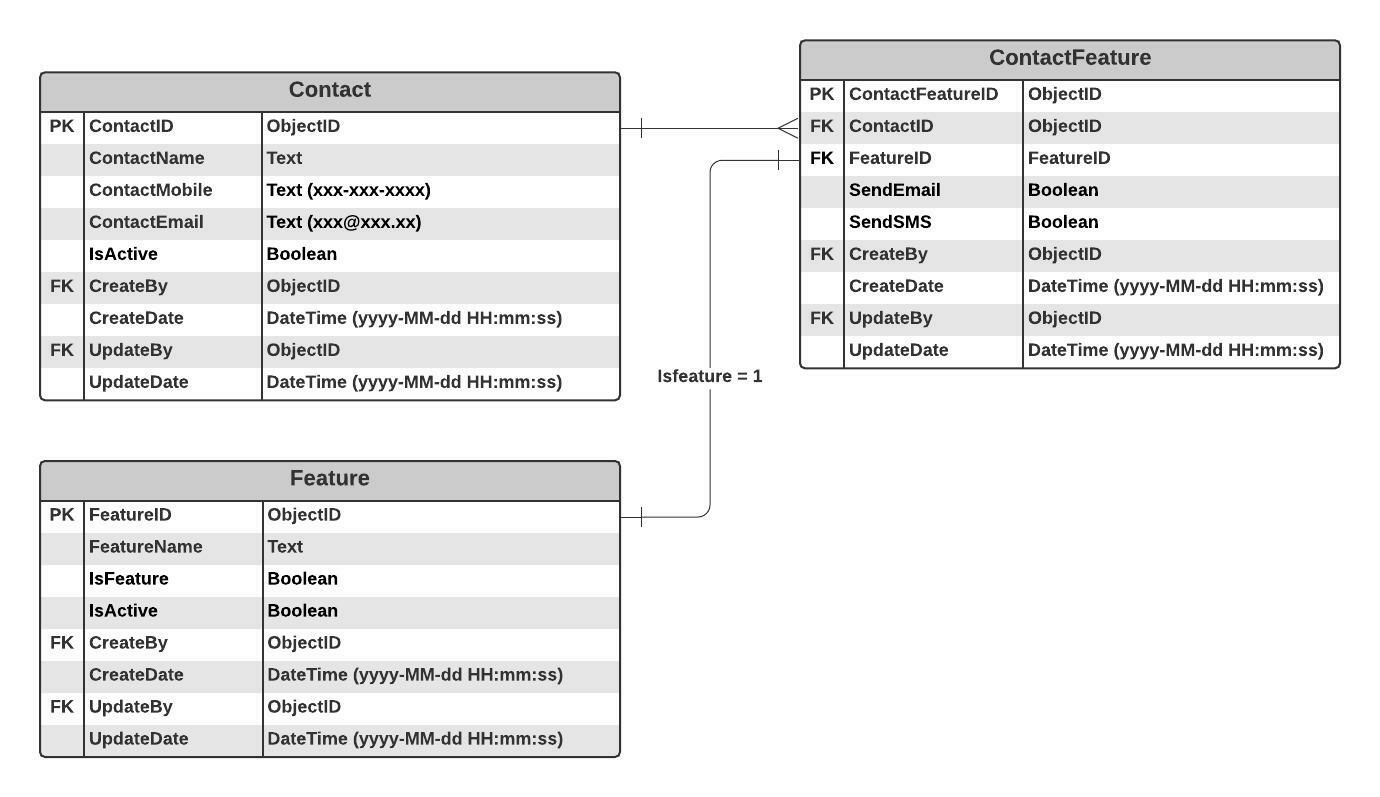 Contact
PK ContactID ObjectID
ContactName Text
ContactMobile Text (xxx-xxx-xxxx)
ContactEmail Text (xxx@xxx.xx)
IsActive Boolean
FK CreateBy ObjectID
CreateDate DateTime (yyyy-MM-dd HH:mm:ss)
FK UpdateBy ObjectID
UpdateDate DateTime (yyyy-MM-dd HH:mm:ss)
ContactFeature
PK ContactFeatureID ObjectID
FK ContactID ObjectID
FK FeatureID FeatureID
SendEmail Boolean
SendSMS Boolean
FK CreateBy ObjectID
CreateDate DateTime (yyyy-MM-dd HH:mm:ss)
FK UpdateBy ObjectID
UpdateDate DateTime (yyyy-MM-dd HH:mm:ss)
Isfeature = 1
Feature
PK FeatureID ObjectID
FeatureName Text
IsFeature Boolean
IsActive Boolean
FK CreateBy ObjectID
CreateDate DateTime (yyyy-MM-dd HH:mm:ss)
FK UpdateBy ObjectID
UpdateDate DateTime (yyyy-MM-dd HH:mm:ss)